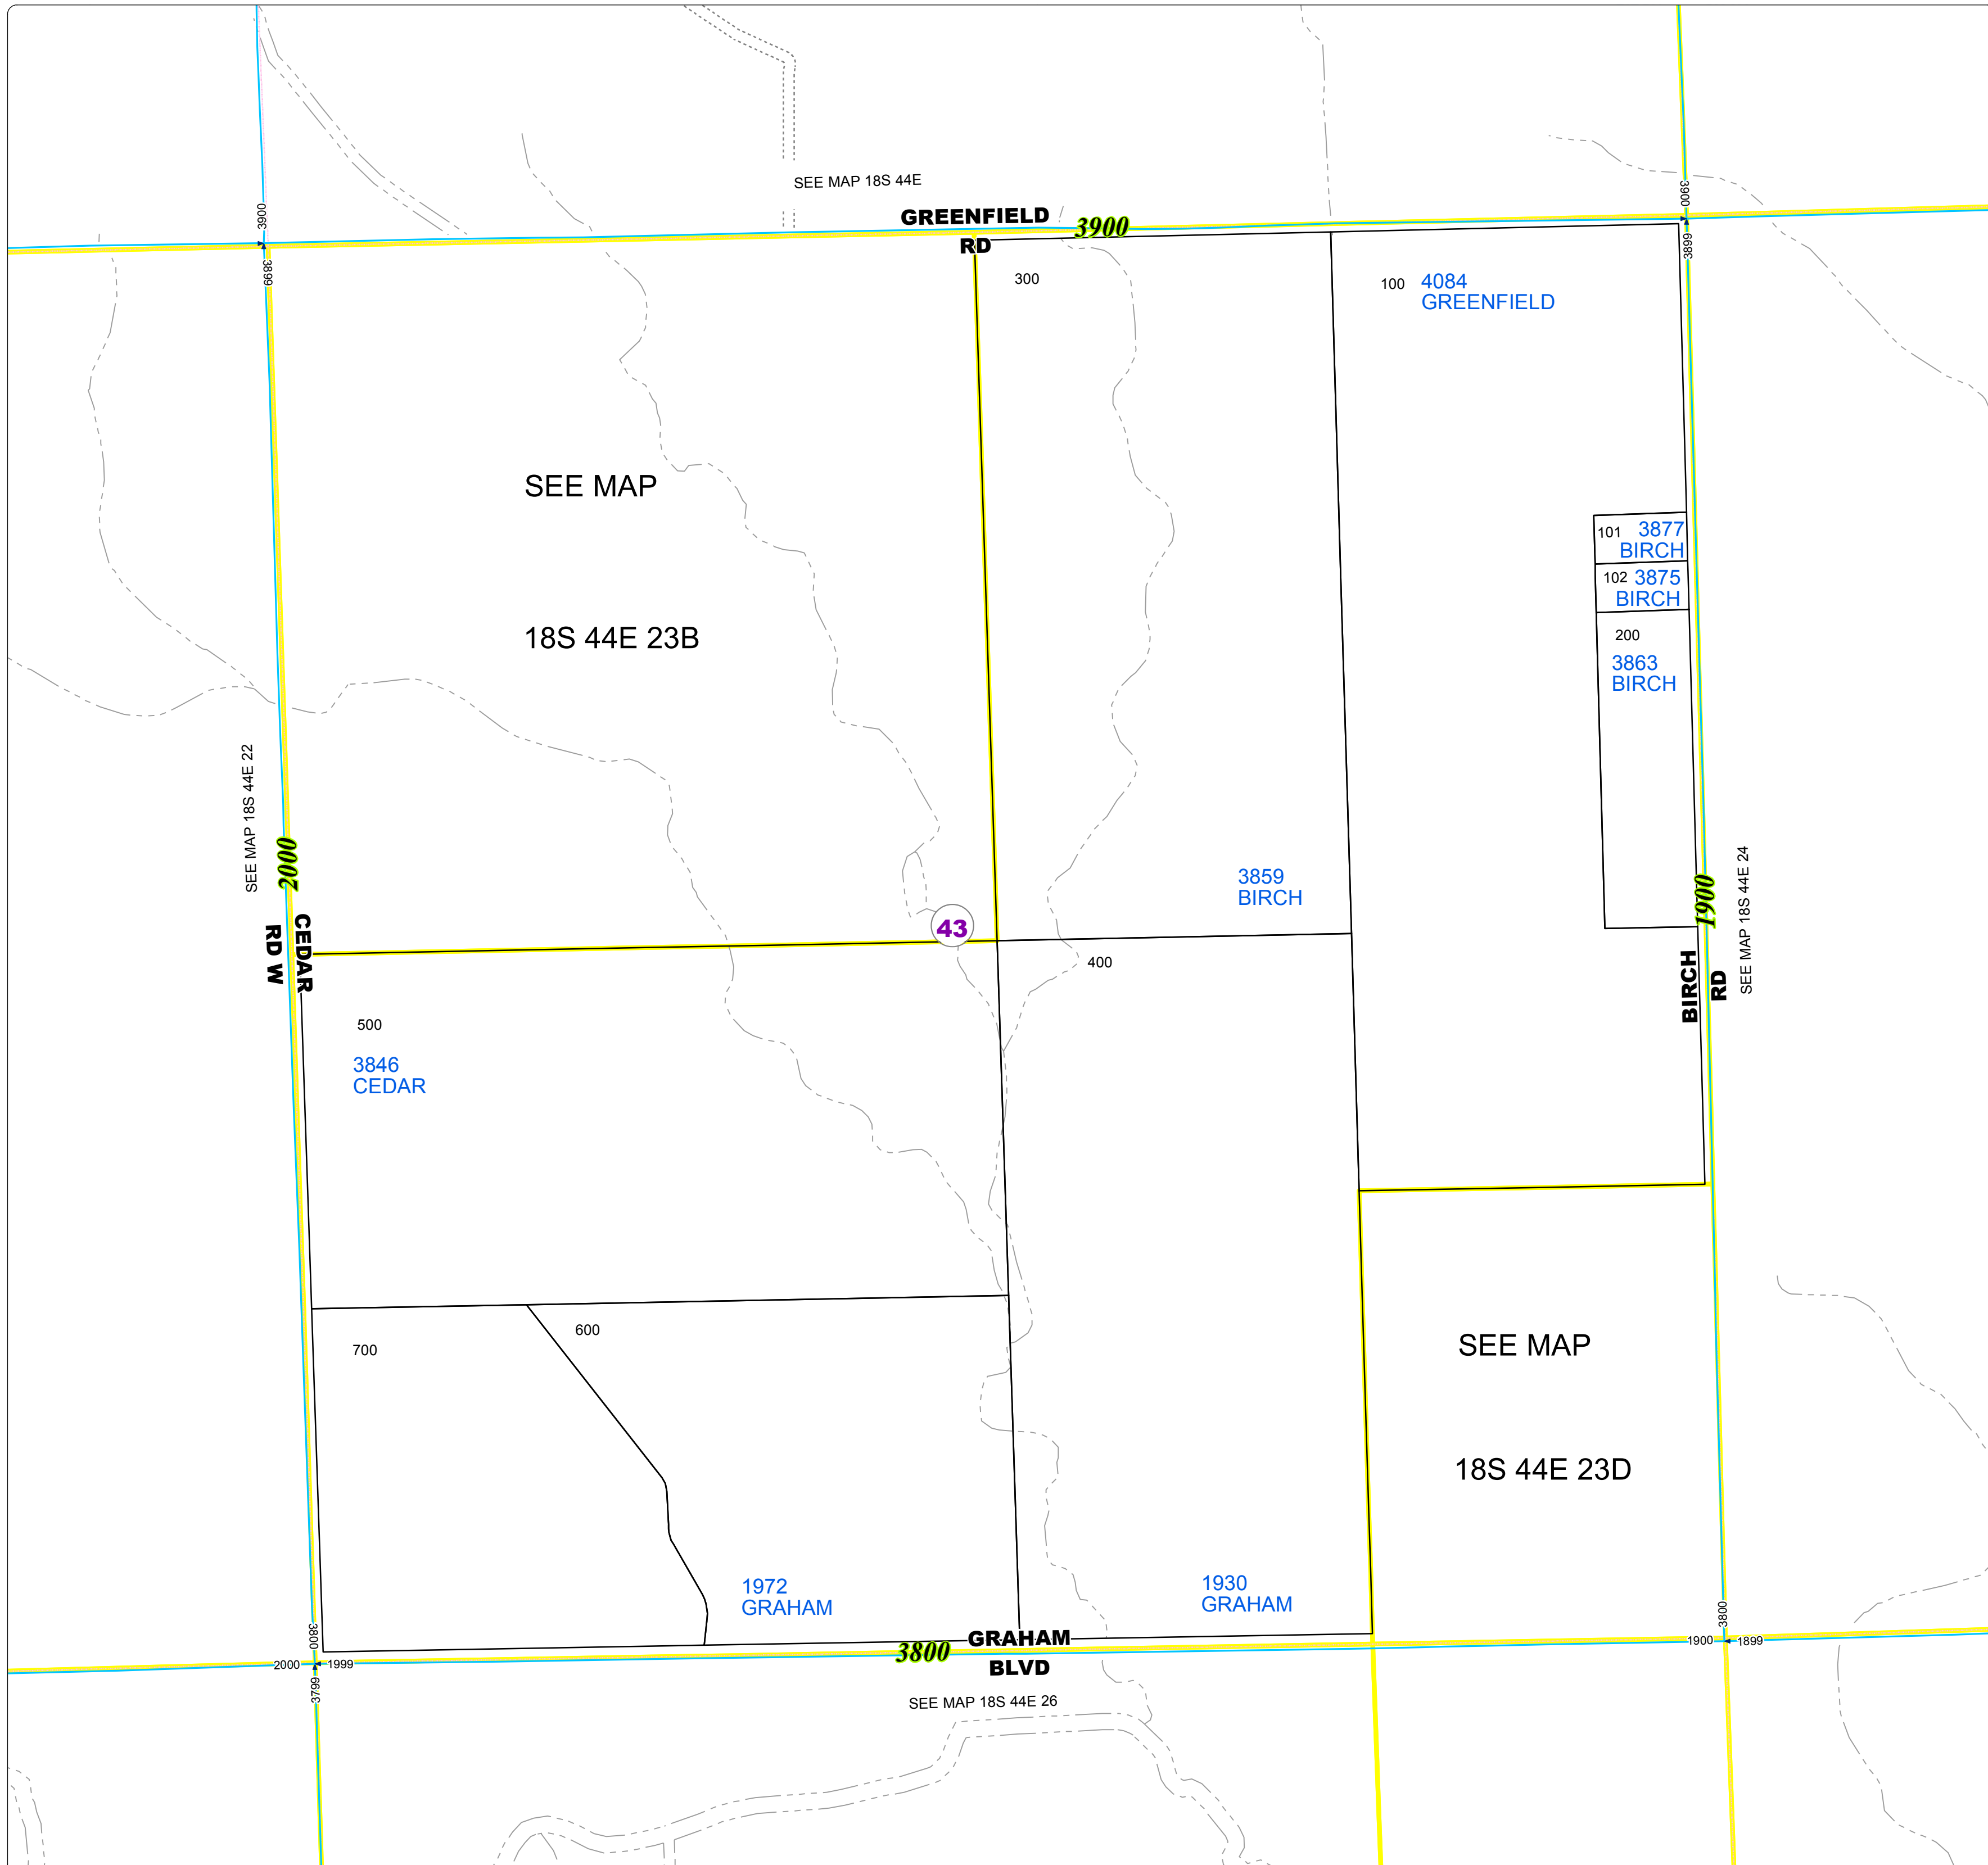 SEE MAP 18S 44E
GREENFIELD
RD
3900
3900
3899
3900
3899
300
100
4084
GREENFIELD
SEE MAP
18S 44E 23B
101
3877
BIRCH
102
3875
BIRCH
200
3863
BIRCH
SEE MAP 18S 44E 22
2000
CEDAR
RD W
43
3859
BIRCH
400
1900
BIRCH
RD
SEE MAP 18S 44E 24
500
3846
CEDAR
700
600
SEE MAP
18S 44E 23D
1972
GRAHAM
1930
GRAHAM
3800
2000
1999
3799
3800
GRAHAM
BLVD
3800
1900
1899
SEE MAP 18S 44E 26